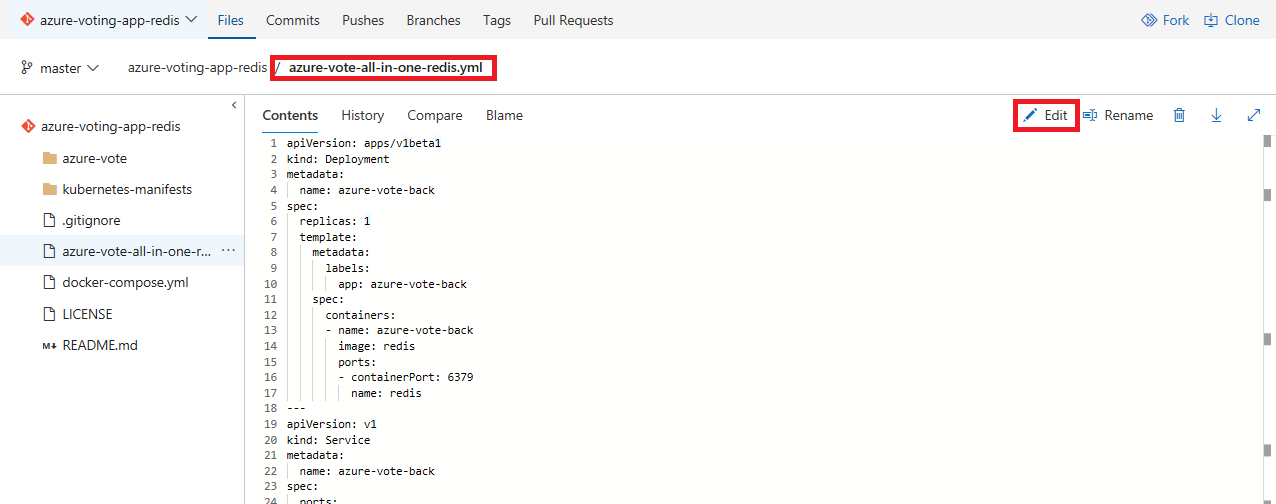 azure-voting-app-redis Files Commits Pushes Branches Tags Pull Requests Fork Clone
master azure-voting-app-redis / azure-vote-all-in-one-redis.yml
azure-voting-app-redis
azure-vote
kubernetes-manifests
.gitignore
azure-vote-all-in-one-r... ...
docker-compose.yml
LICENSE
M↓ README.md
Contents History Compare Blame Edit Rename
1 apiVersion: apps/v1beta1
2 kind: Deployment
3 metadata:
4 name: azure-vote-back
5 spec:
6 replicas: 1
7 template:
8 metadata:
9 labels:
10 app: azure-vote-back
11 spec:
12 containers:
13 - name: azure-vote-back
14 image: redis
15 ports:
16 - containerPort: 6379
17 name: redis
18 ---
19 apiVersion: v1
20 kind: Service
21 metadata:
22 name: azure-vote-back
23 spec:
24 ports: